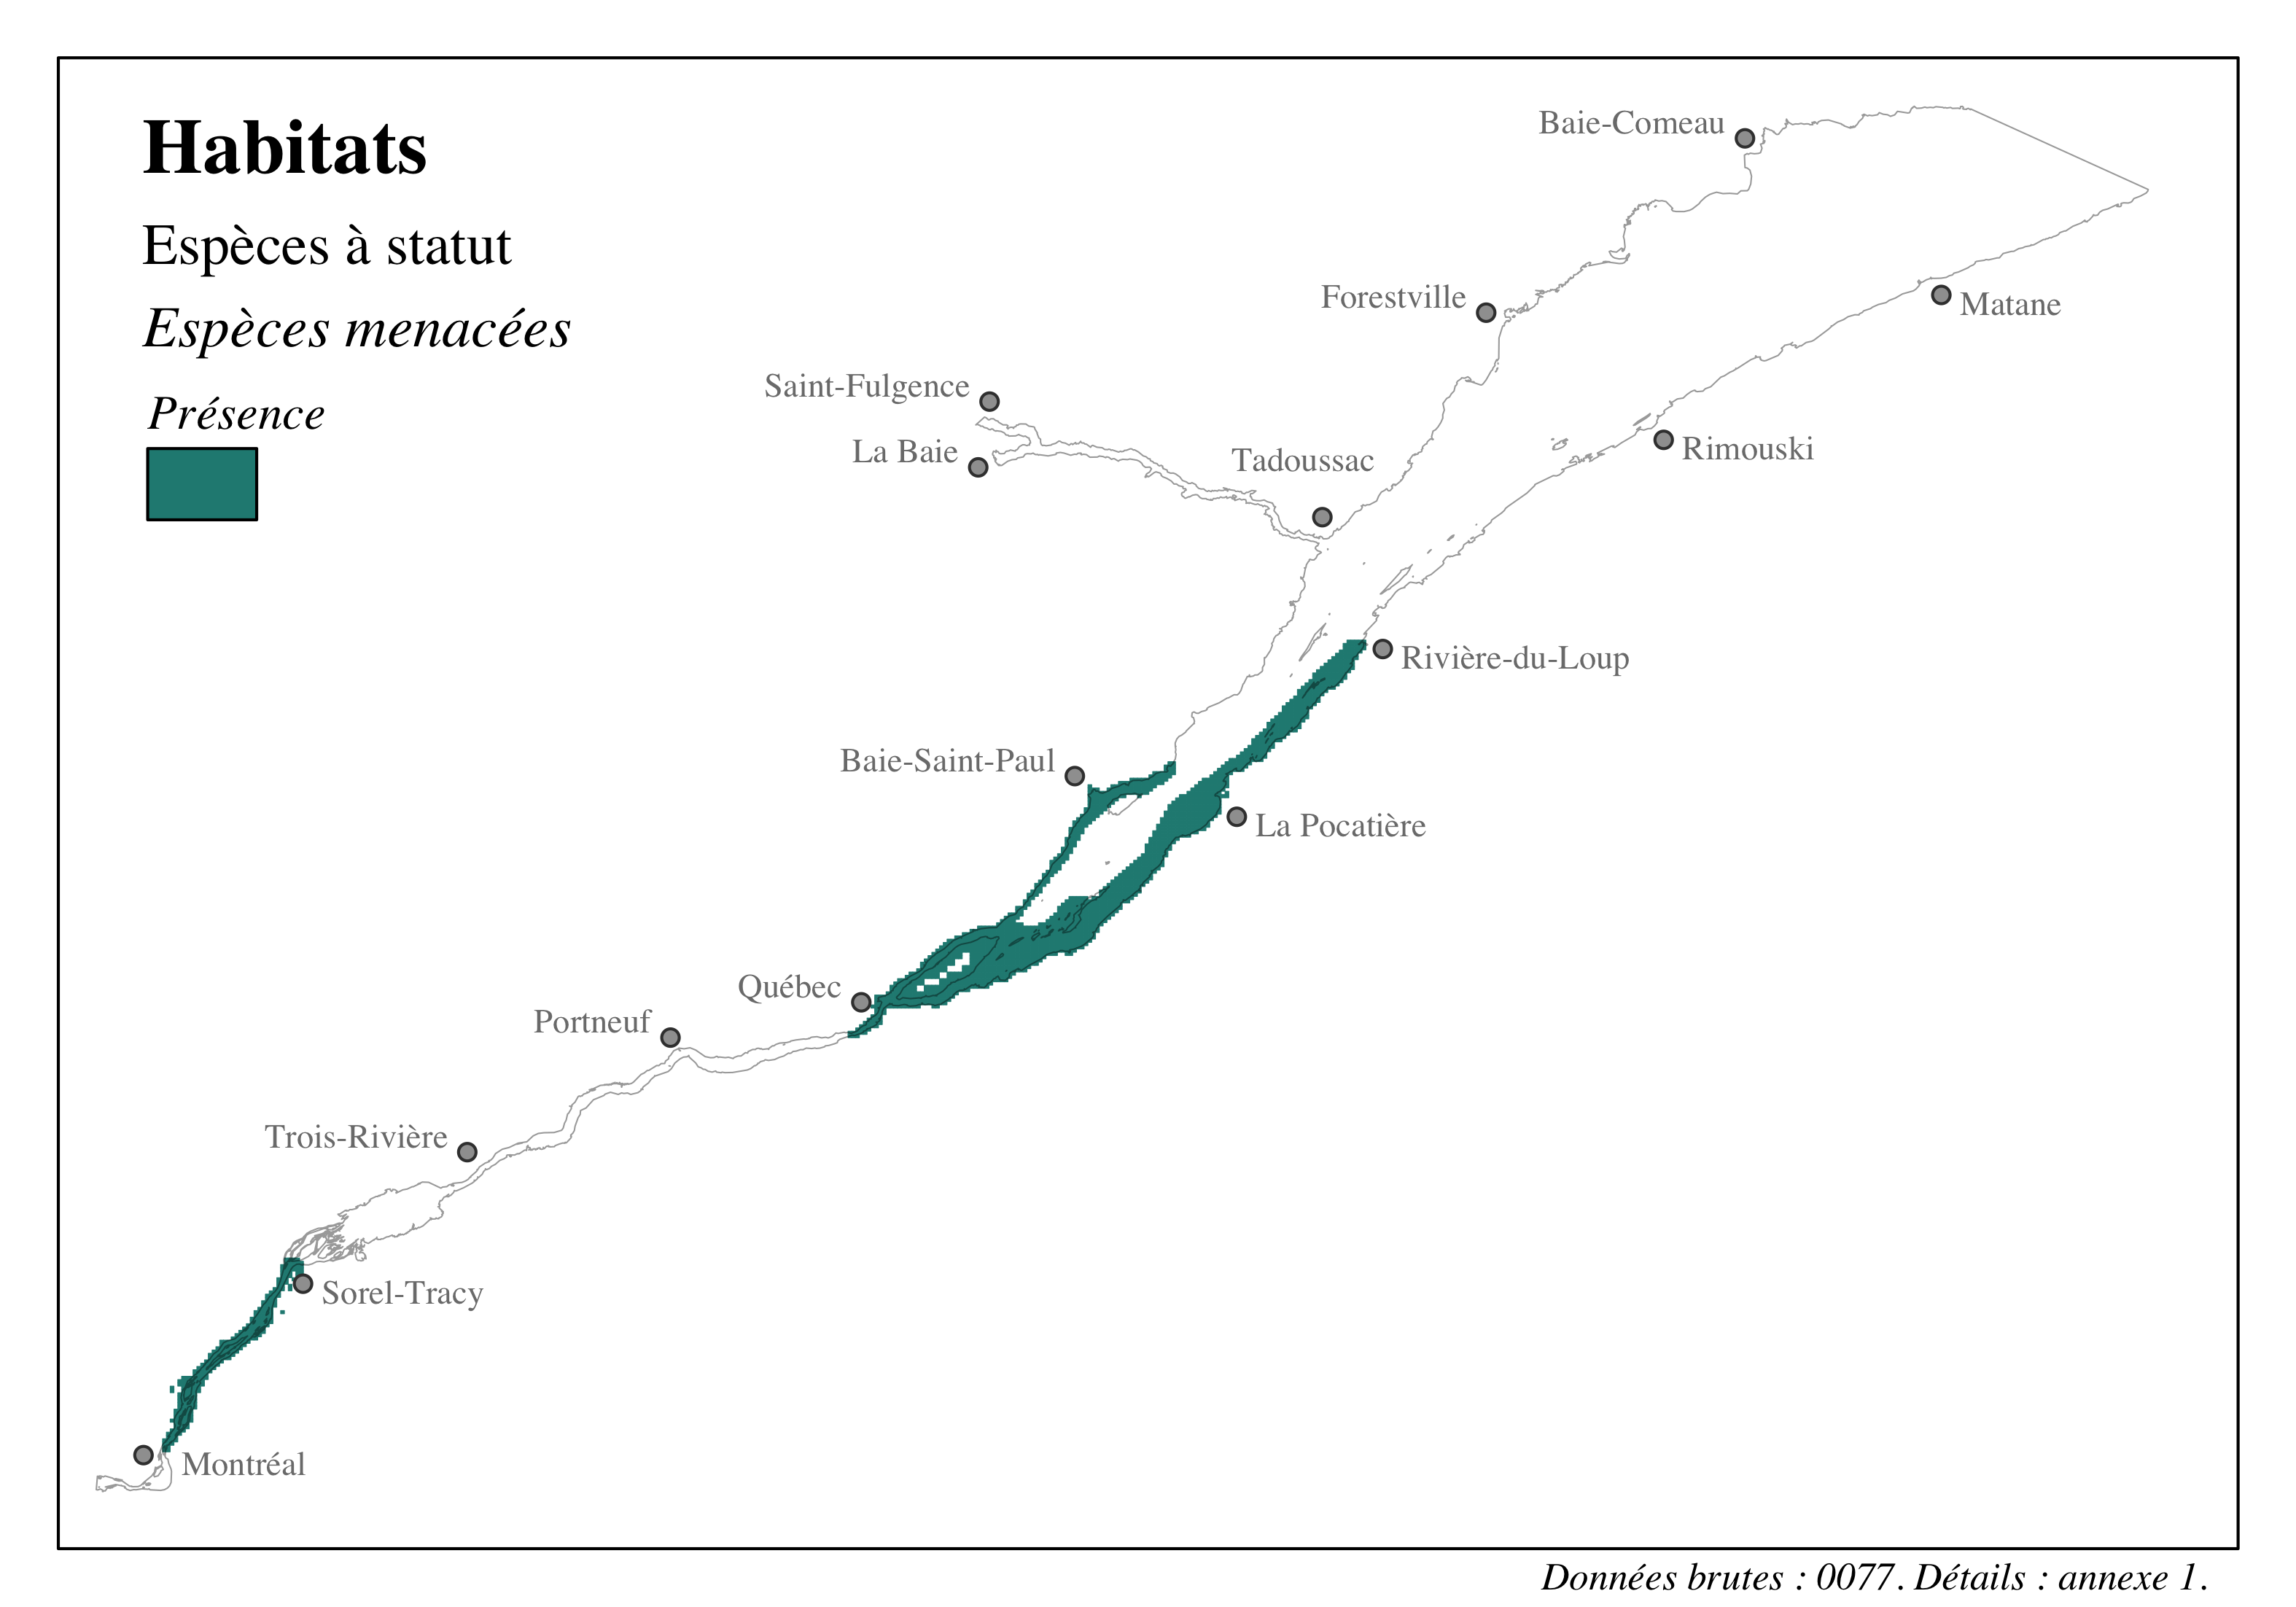 Habitats
Espèces à statut
Espèces menacées
Présence
Baie-Comeau
Forestville
Matane
Saint-Fulgence
La Baie
Tadoussac
Rimouski
Rivière-du-Loup
Baie-Saint-Paul
La Pocatière
Québec
Portneuf
Trois-Rivière
Sorel-Tracy
Montréal
Données brutes : 0077. Détails : annexe 1.